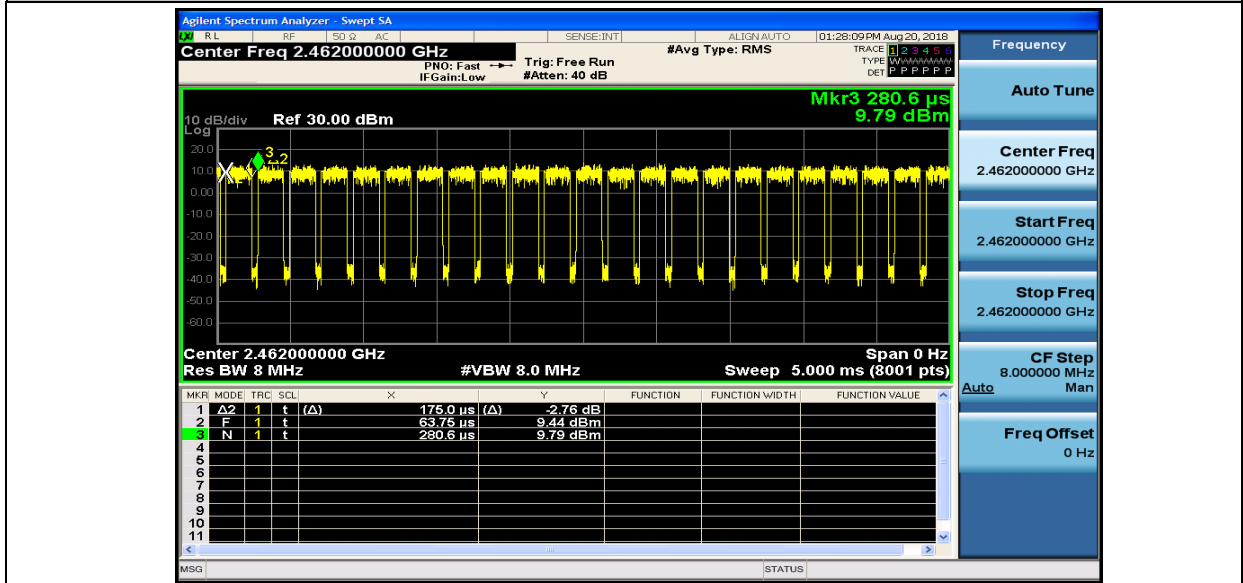 Agilent Spectrum Analyzer - Swept SA
LXI RL RF 50 Ω AC SENSE:INT ALIGN AUTO 01:28:09 PM Aug 20, 2018
Center Freq 2.462000000 GHz
PNO: Fast
IFGain:Low
Trig: Free Run
#Atten: 40 dB
#Avg Type: RMS
TRACE 1 2 3 4 5 6
TYPE WWWWWW
DET P P P P P P
Mkr3 280.6 µs
9.79 dBm
10 dB/div Ref 30.00 dBm
Log
20.0
10.0
0.00
-10.0
-20.0
-30.0
-40.0
-50.0
-60.0
3
Δ2
X
Center 2.462000000 GHz Span 0 Hz
Res BW 8 MHz #VBW 8.0 MHz Sweep 5.000 ms (8001 pts)
MKR MODE TRC SCL X Y FUNCTION FUNCTION WIDTH FUNCTION VALUE
1 Δ2 1 t (Δ) 175.0 µs (Δ) -2.76 dB
2 F 1 t 63.75 µs 9.44 dBm
3 N 1 t 280.6 µs 9.79 dBm
4
5
6
7
8
9
10
11
MSG STATUS
Frequency
Auto Tune
Center Freq
2.462000000 GHz
Start Freq
2.462000000 GHz
Stop Freq
2.462000000 GHz
CF Step
8.000000 MHz
Auto Man
Freq Offset
0 Hz